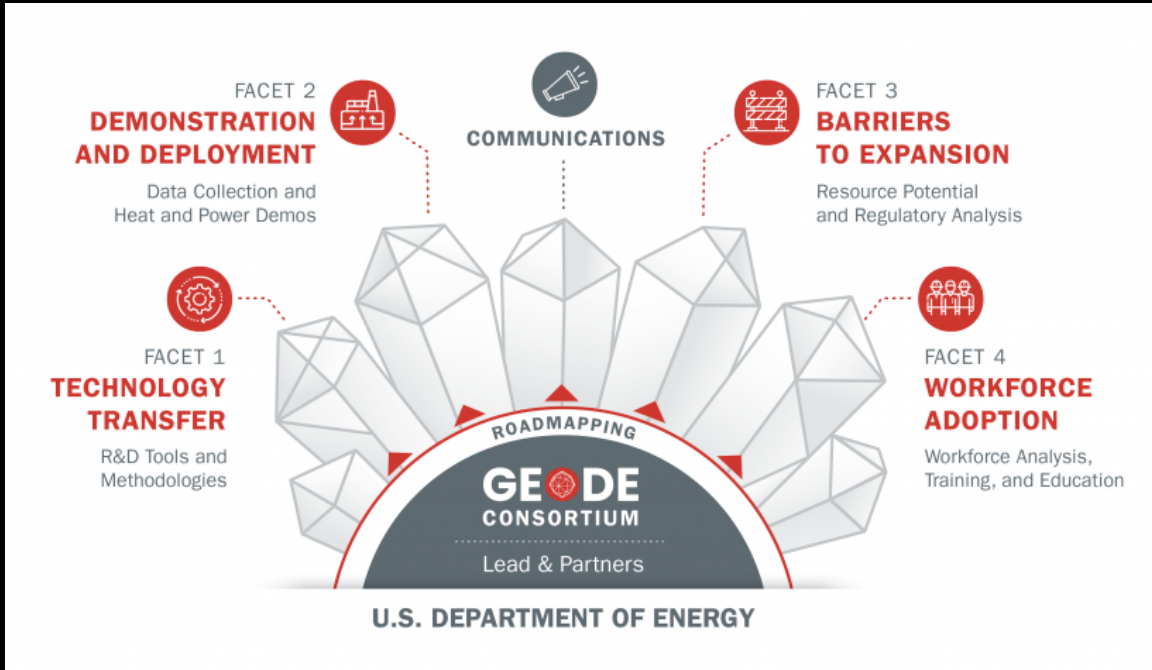 FACET 2
DEMONSTRATION
AND DEPLOYMENT
Data Collection and
Heat and Power Demos
COMMUNICATIONS
FACET 3
BARRIERS
TO EXPANSION
Resource Potential
and Regulatory Analysis
FACET 1
TECHNOLOGY
TRANSFER
R&D Tools and
Methodologies
FACET 4
WORKFORCE
ADOPTION
Workforce Analysis,
Training, and Education
ROADMAPPING
GEODE
CONSORTIUM
Lead & Partners
U.S. DEPARTMENT OF ENERGY